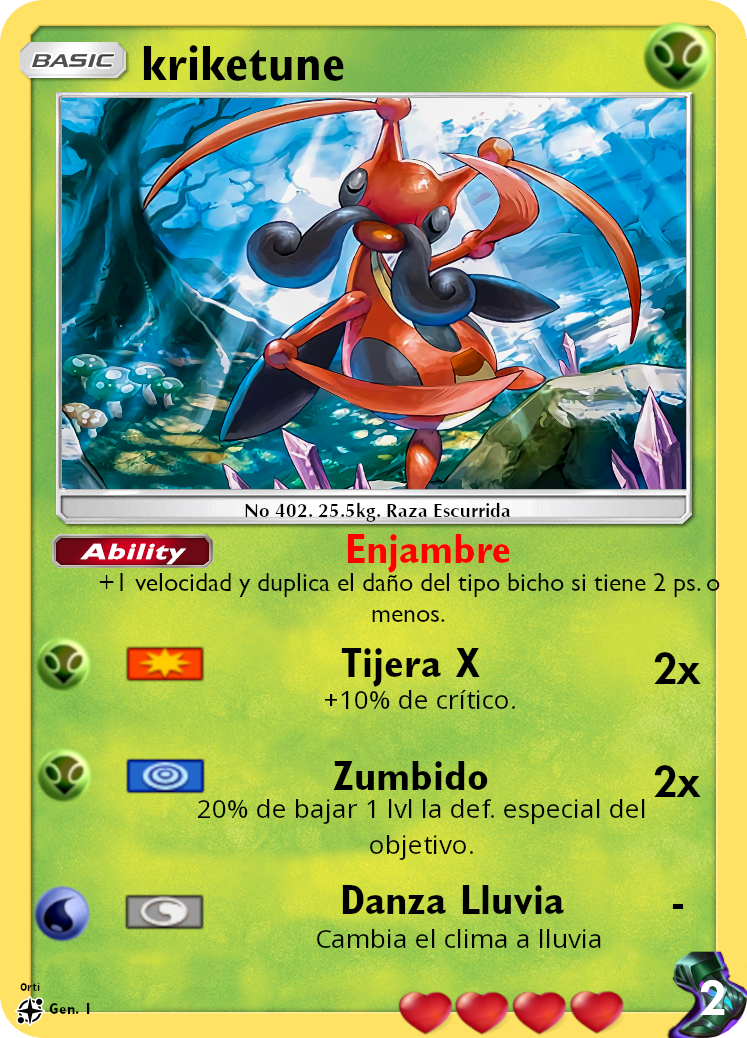 BASIC kriketune
No 402. 25.5kg. Raza Escurrida
Ability Enjambre
+1 velocidad y duplica el daño del tipo bicho si tiene 2 ps. o
menos.
Tijera X 2x
+10% de crítico.
Zumbido 2x
20% de bajar 1 lvl la def. especial del
objetivo.
Danza Lluvia -
Cambia el clima a lluvia
Orti
Gen. I
2